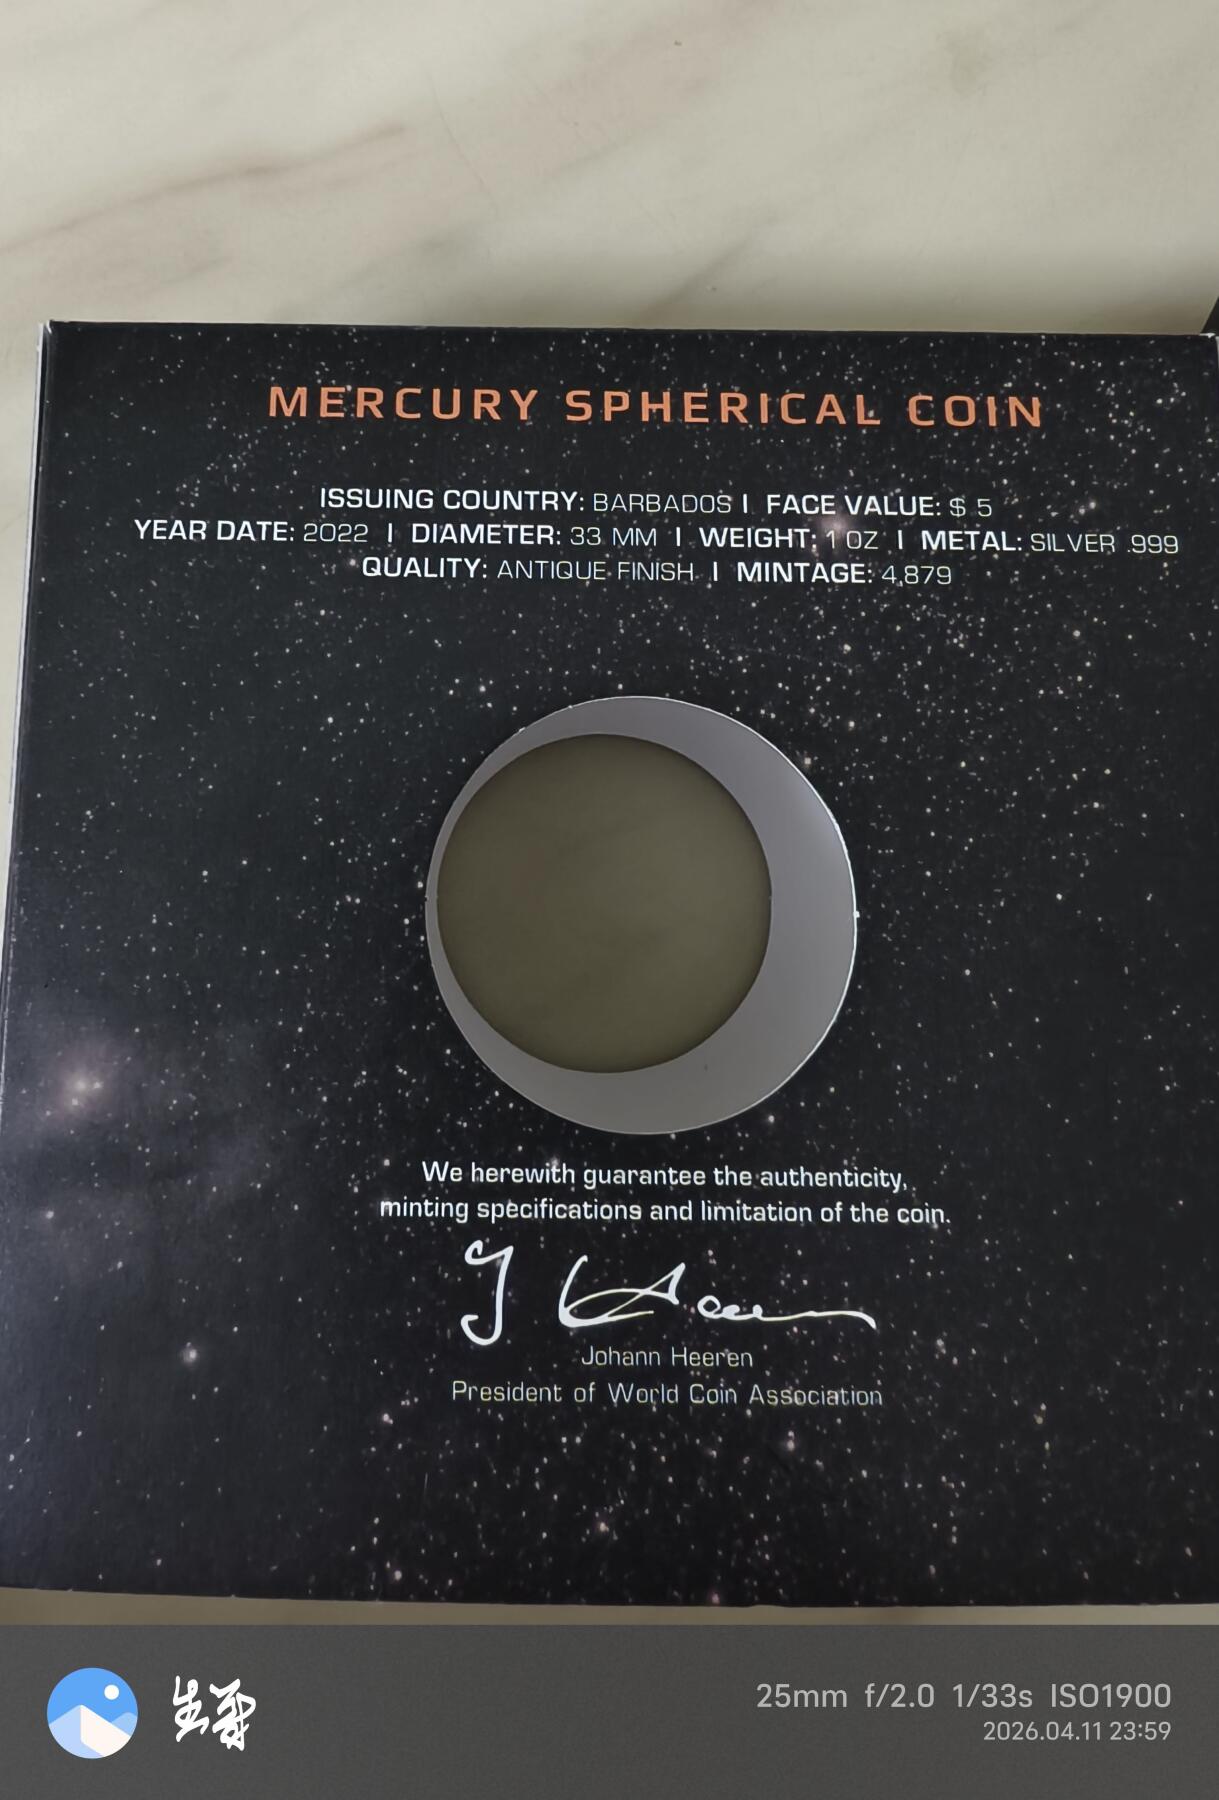 MERCURY SPHERICAL COIN
ISSUING COUNTRY: BARBADOS I FACE VALUE: $ 5
YEAR DATE: 2022 I DIAMETER: 33 MM I WEIGHT: 1 OZ I METAL: SILVER .999
QUALITY: ANTIQUE FINISH I MINTAGE: 4,879
We herewith guarantee the authenticity,
minting specifications and limitation of the coin.
Johann Heeren
President of World Coin Association
25mm f/2.0 1/33s ISO1900
2026.04.11 23:59